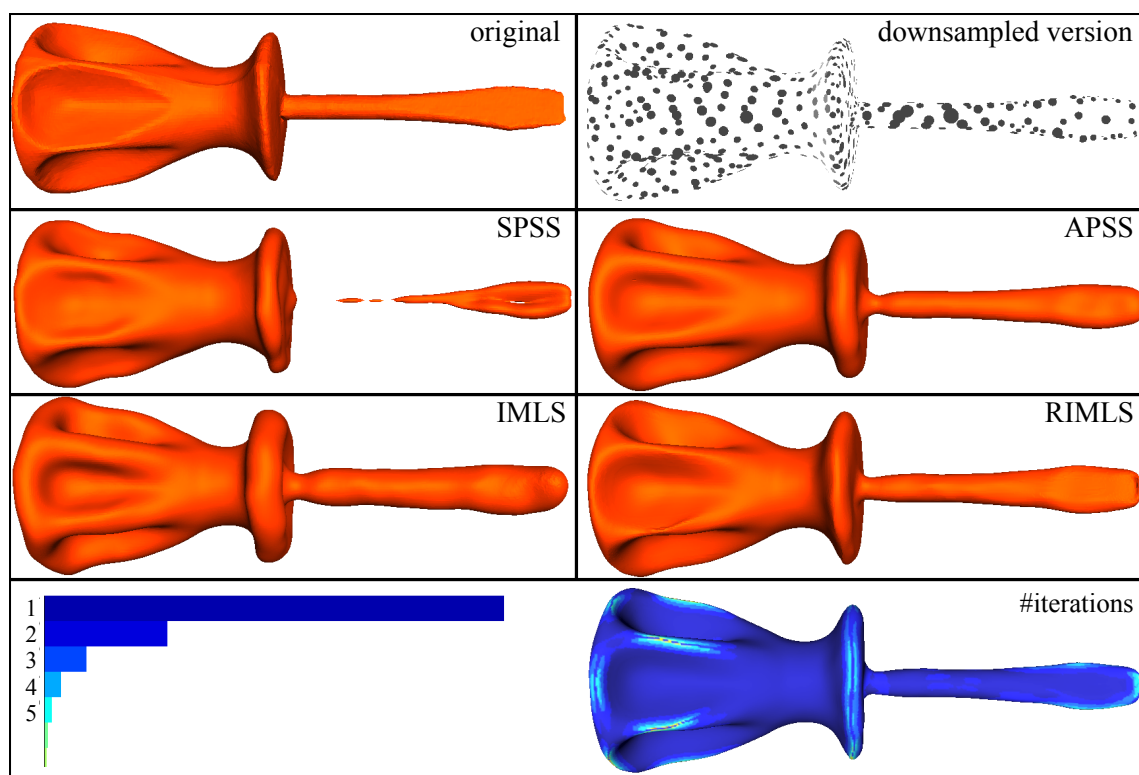 original
downsampled version
SPSS
APSS
IMLS
RIMLS
#iterations
1
2
3
4
5